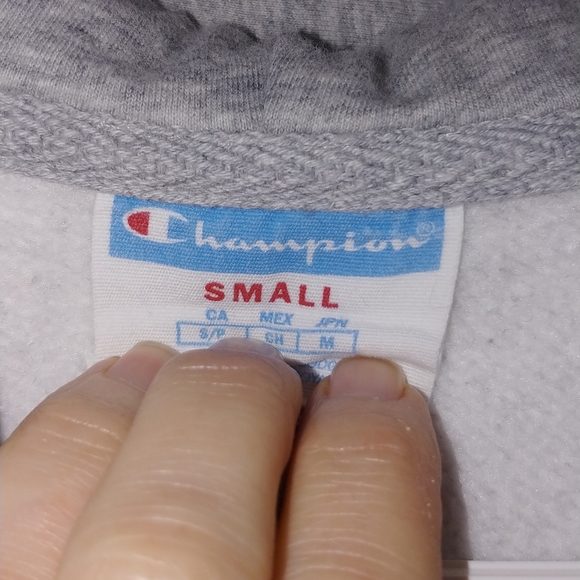 Champion®
SMALL
CA MEX JPN
S/P CH M